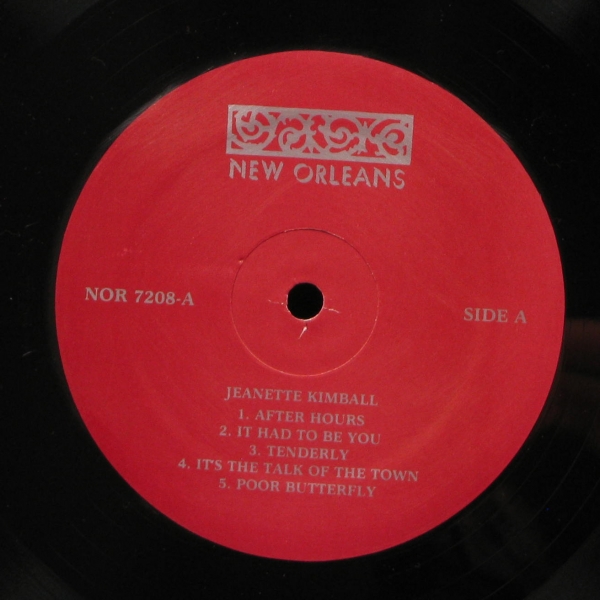 NEW ORLEANS
NOR 7208-A
SIDE A
JEANETTE KIMBALL
1. AFTER HOURS
2. IT HAD TO BE YOU
3. TENDERLY
4. IT'S THE TALK OF THE TOWN
5. POOR BUTTERFLY